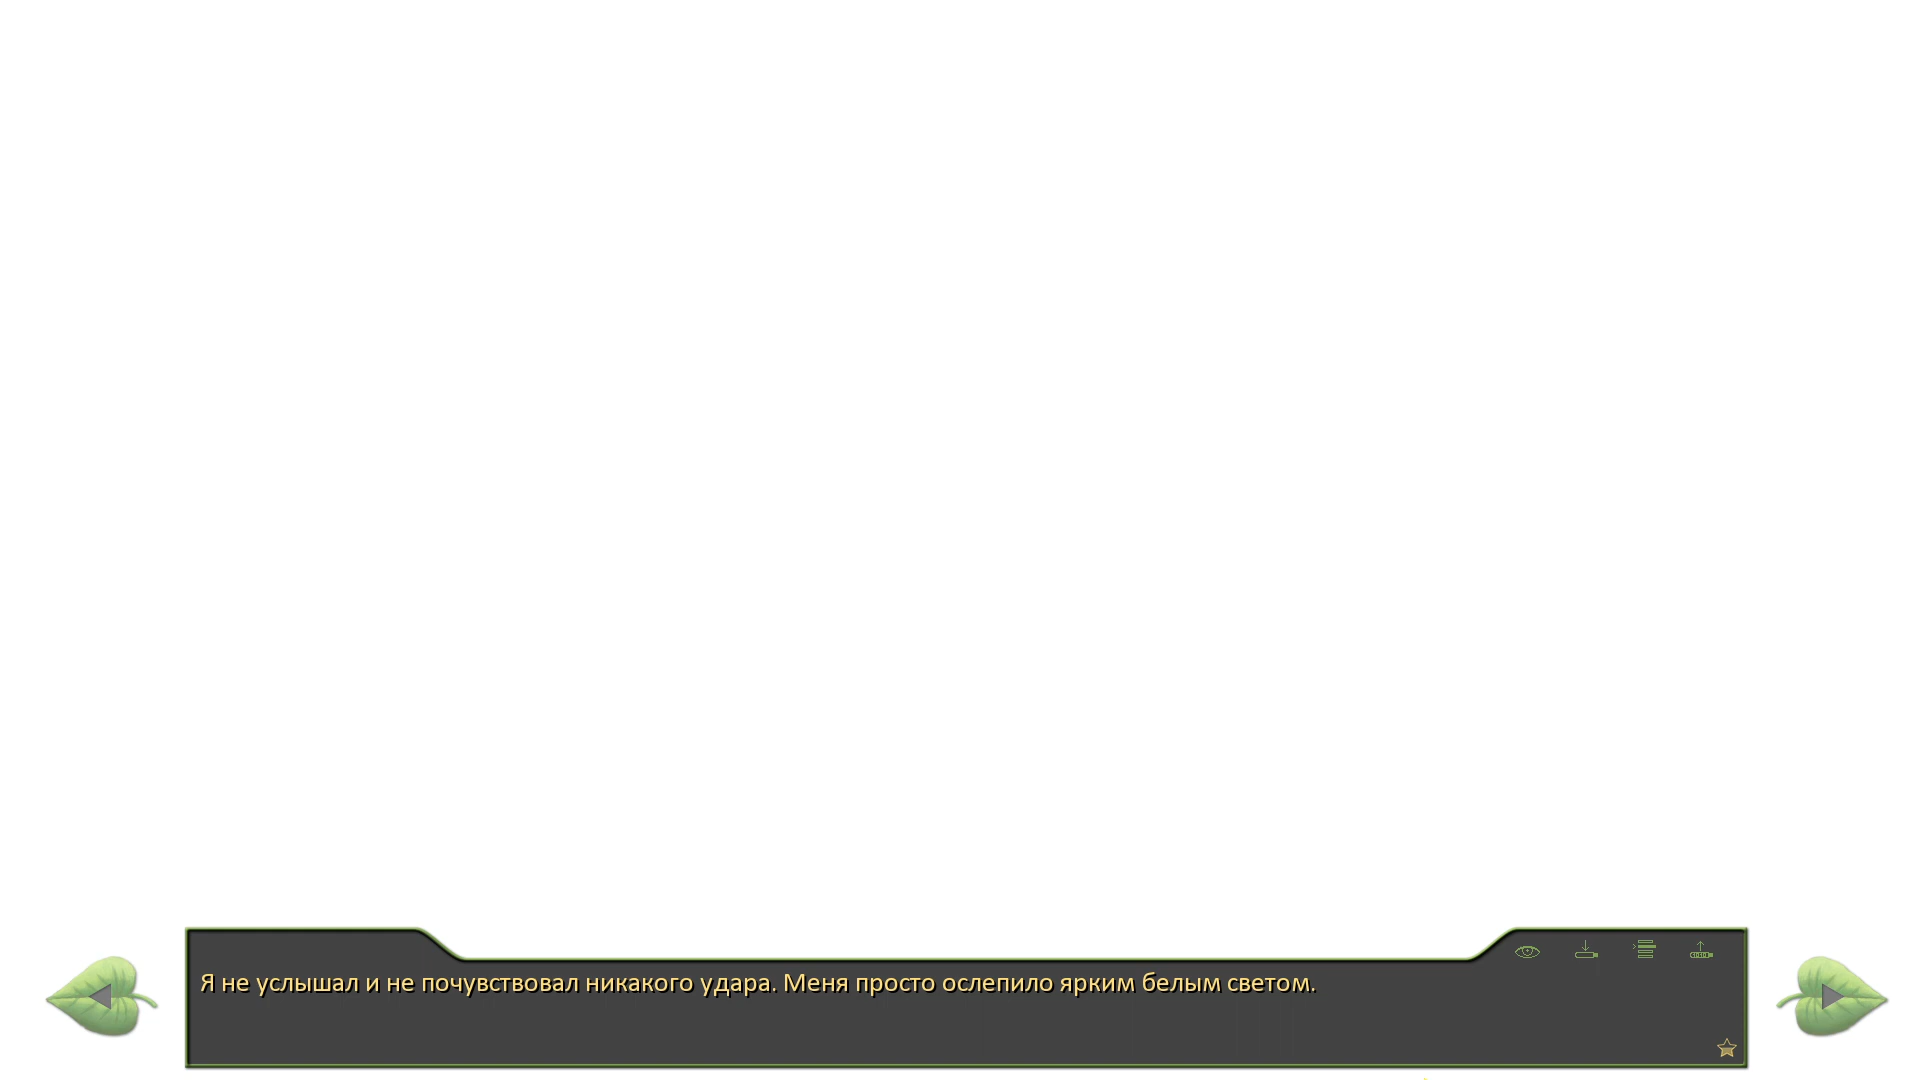 Я не услышал и не почувствовал никакого удара. Меня просто ослепило ярким белым светом.